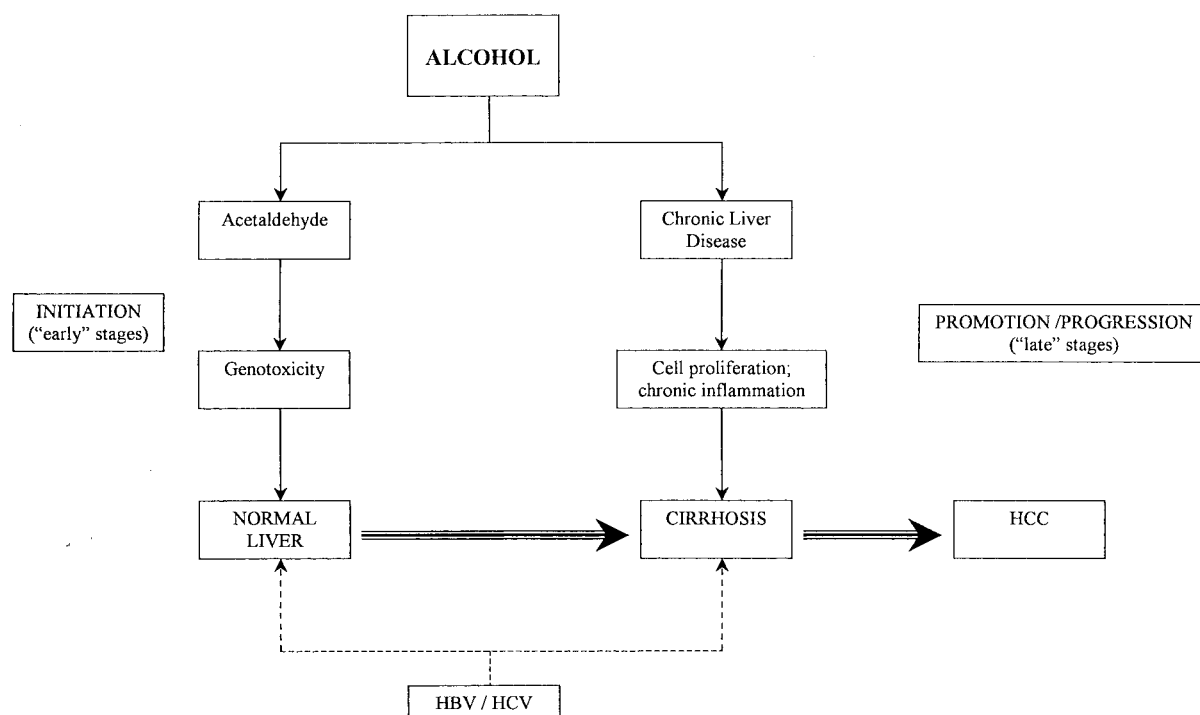 ALCOHOL
Acetaldehyde
Chronic Liver
Disease
INITIATION
(“early” stages)
PROMOTION /PROGRESSION
(“late” stages)
Genotoxicity
Cell proliferation;
chronic inflammation
NORMAL
LIVER
CIRRHOSIS
HCC
HBV / HCV